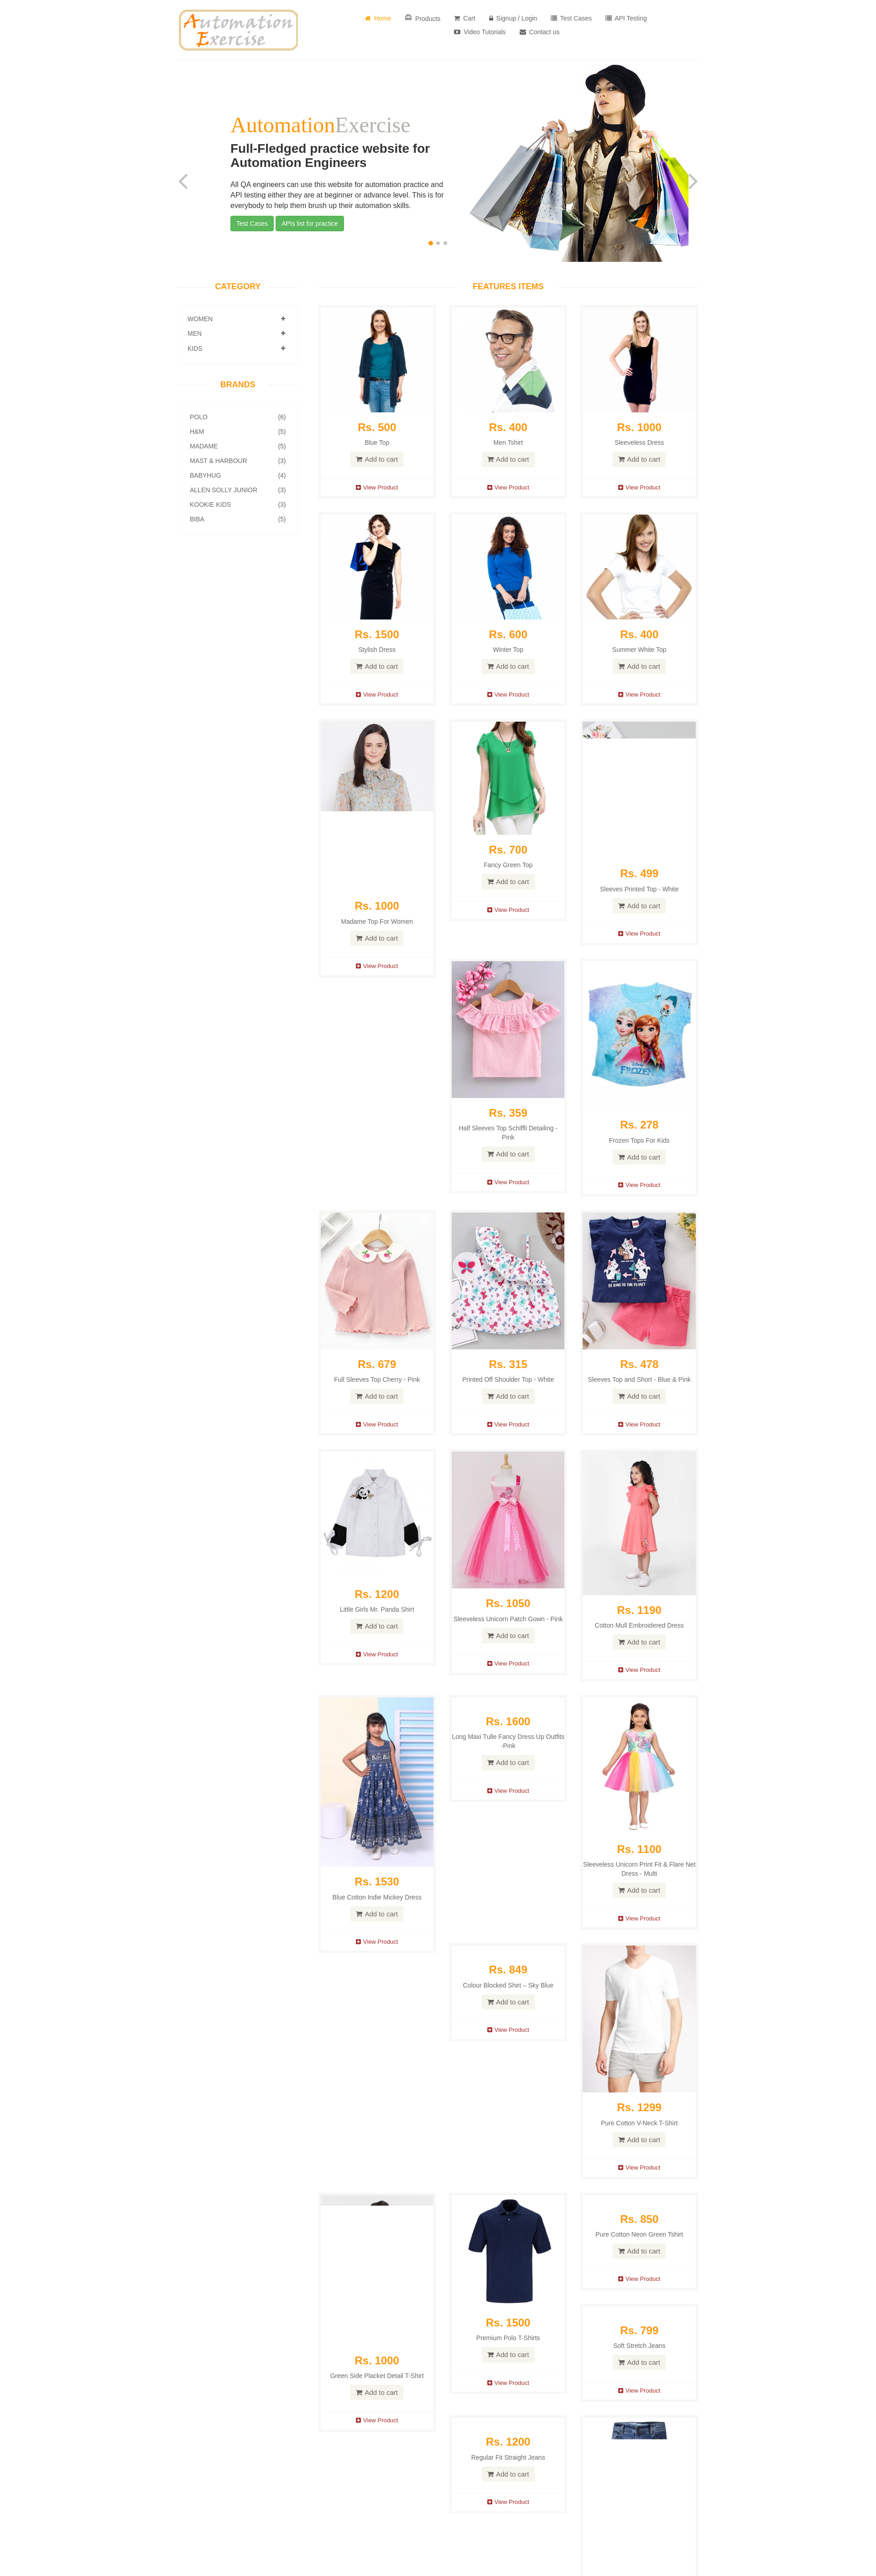 Automation
Exercise
Home
Products
Cart
Signup / Login
Test Cases
API Testing
Video Tutorials
Contact us
AutomationExercise
Full-Fledged practice website for
Automation Engineers
All QA engineers can use this website for automation practice and
API testing either they are at beginner or advance level. This is for
everybody to help them brush up their automation skills.
Test Cases
APIs list for practice
CATEGORY
WOMEN
MEN
KIDS
BRANDS
POLO (6)
H&M (5)
MADAME (5)
MAST & HARBOUR (3)
BABYHUG (4)
ALLEN SOLLY JUNIOR (3)
KOOKIE KIDS (3)
BIBA (5)
FEATURES ITEMS
Rs. 500
Blue Top
Add to cart
View Product
Rs. 400
Men Tshirt
Add to cart
View Product
Rs. 1000
Sleeveless Dress
Add to cart
View Product
Rs. 1500
Stylish Dress
Add to cart
View Product
Rs. 600
Winter Top
Add to cart
View Product
Rs. 400
Summer White Top
Add to cart
View Product
Rs. 1000
Madame Top For Women
Add to cart
View Product
Rs. 700
Fancy Green Top
Add to cart
View Product
Rs. 499
Sleeves Printed Top - White
Add to cart
View Product
Rs. 359
Half Sleeves Top Schiffli Detailing -
Pink
Add to cart
View Product
FROZEN
Rs. 278
Frozen Tops For Kids
Add to cart
View Product
Rs. 679
Full Sleeves Top Cherry - Pink
Add to cart
View Product
Rs. 315
Printed Off Shoulder Top - White
Add to cart
View Product
BE KIND TO THE PLANET
Rs. 478
Sleeves Top and Short - Blue & Pink
Add to cart
View Product
Rs. 1200
Little Girls Mr. Panda Shirt
Add to cart
View Product
Rs. 1050
Sleeveless Unicorn Patch Gown - Pink
Add to cart
View Product
Rs. 1190
Cotton Mull Embroidered Dress
Add to cart
View Product
Rs. 1530
Blue Cotton Indie Mickey Dress
Add to cart
View Product
Rs. 1600
Long Maxi Tulle Fancy Dress Up Outfits
-Pink
Add to cart
View Product
Rs. 1100
Sleeveless Unicorn Print Fit & Flare Net
Dress - Multi
Add to cart
View Product
Rs. 849
Colour Blocked Shirt – Sky Blue
Add to cart
View Product
Rs. 1299
Pure Cotton V-Neck T-Shirt
Add to cart
View Product
Rs. 1000
Green Side Placket Detail T-Shirt
Add to cart
View Product
Rs. 1500
Premium Polo T-Shirts
Add to cart
View Product
Rs. 850
Pure Cotton Neon Green Tshirt
Add to cart
View Product
Rs. 799
Soft Stretch Jeans
Add to cart
View Product
Rs. 1200
Regular Fit Straight Jeans
Add to cart
View Product